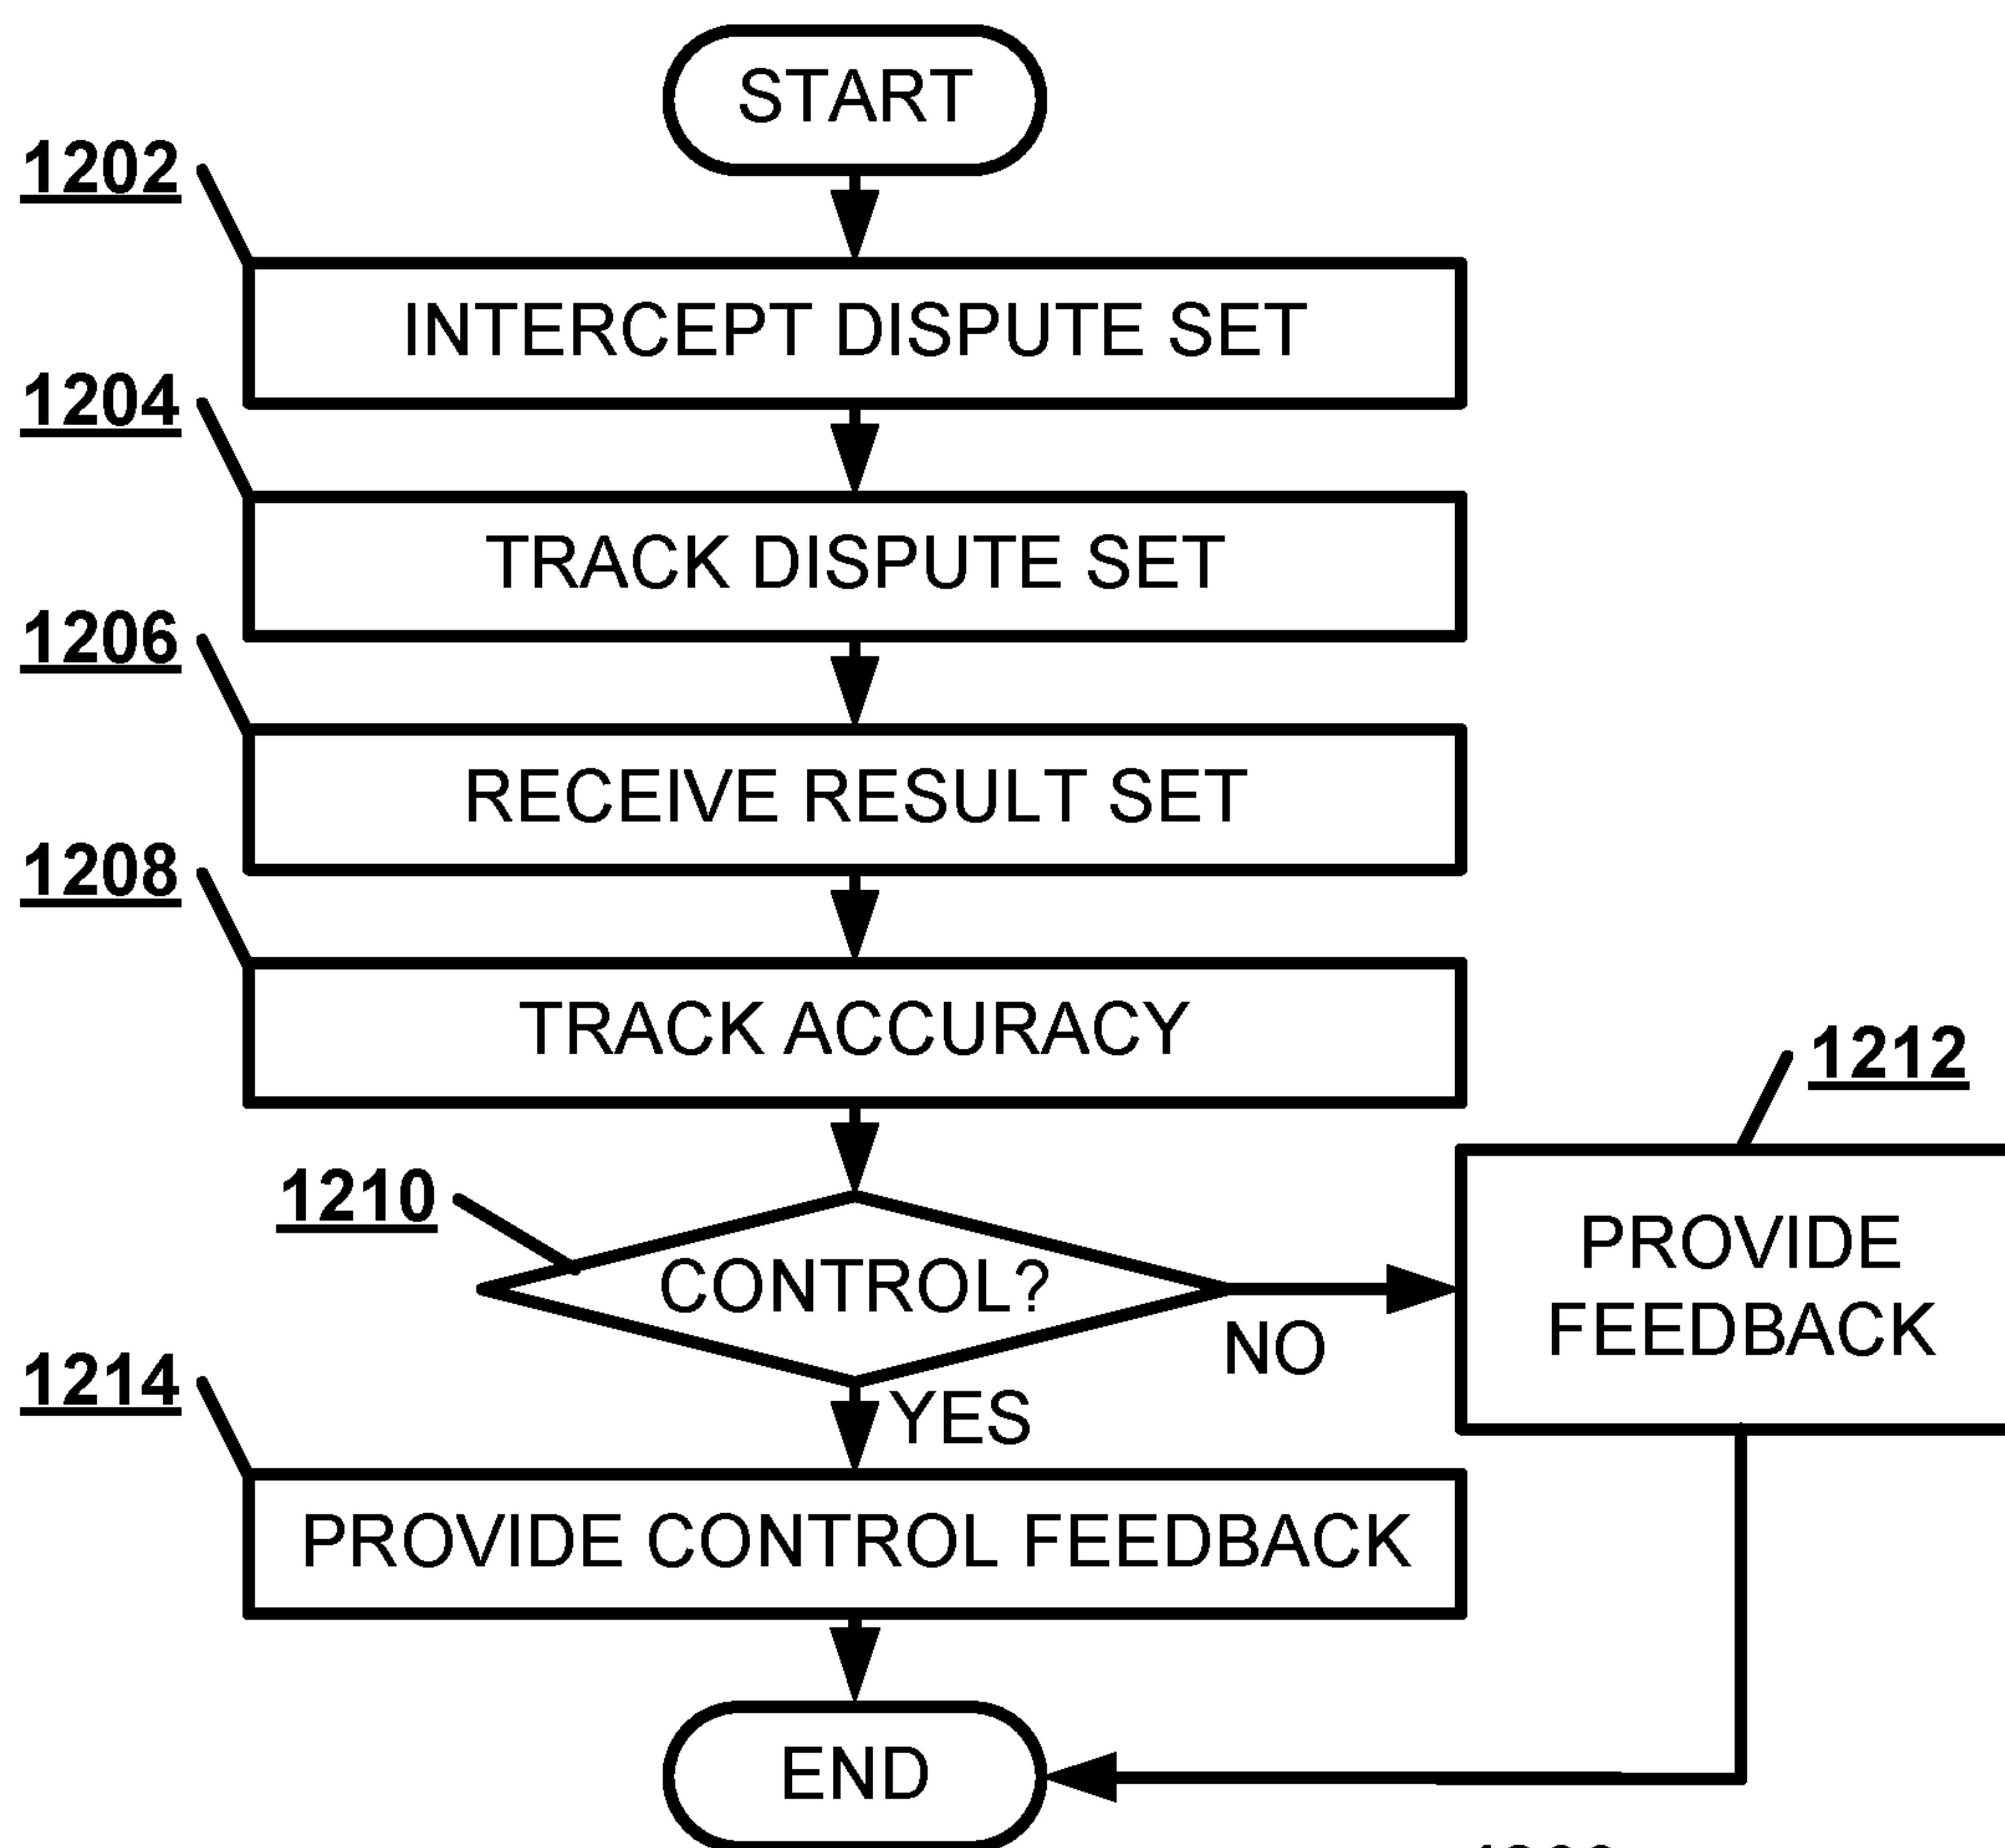 START
1202
INTERCEPT DISPUTE SET
1204
TRACK DISPUTE SET
1206
RECEIVE RESULT SET
1208
TRACK ACCURACY
1212
1210
CONTROL?
NO
PROVIDE
FEEDBACK
YES
1214
PROVIDE CONTROL FEEDBACK
END